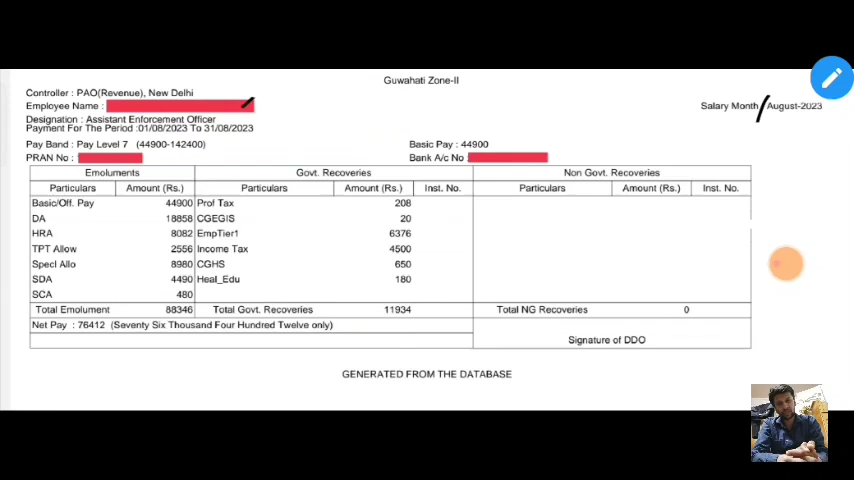 Guwahati Zone-II
Controller : PAO(Revenue), New Delhi
Employee Name :
Salary Month August-2023
Designation : Assistant Enforcement Officer
Payment For The Period :01/08/2023 To 31/08/2023
Pay Band : Pay Level 7 (44900-142400) Basic Pay : 44900
PRAN No : Bank A/c No :
Emoluments Govt. Recoveries Non Govt. Recoveries
Particulars Amount (Rs.) Particulars Amount (Rs.) Inst. No. Particulars Amount (Rs.) Inst. No.
Basic/Off. Pay 44900 Prof Tax 208
DA 18858 CGEGIS 20
HRA 8082 EmpTier1 6376
TPT Allow 2556 Income Tax 4500
Specl Allo 8980 CGHS 650
SDA 4490 Heal_Edu 180
SCA 480
Total Emolument 88346 Total Govt. Recoveries 11934 Total NG Recoveries 0
Net Pay : 76412 (Seventy Six Thousand Four Hundred Twelve only)
Signature of DDO
GENERATED FROM THE DATABASE